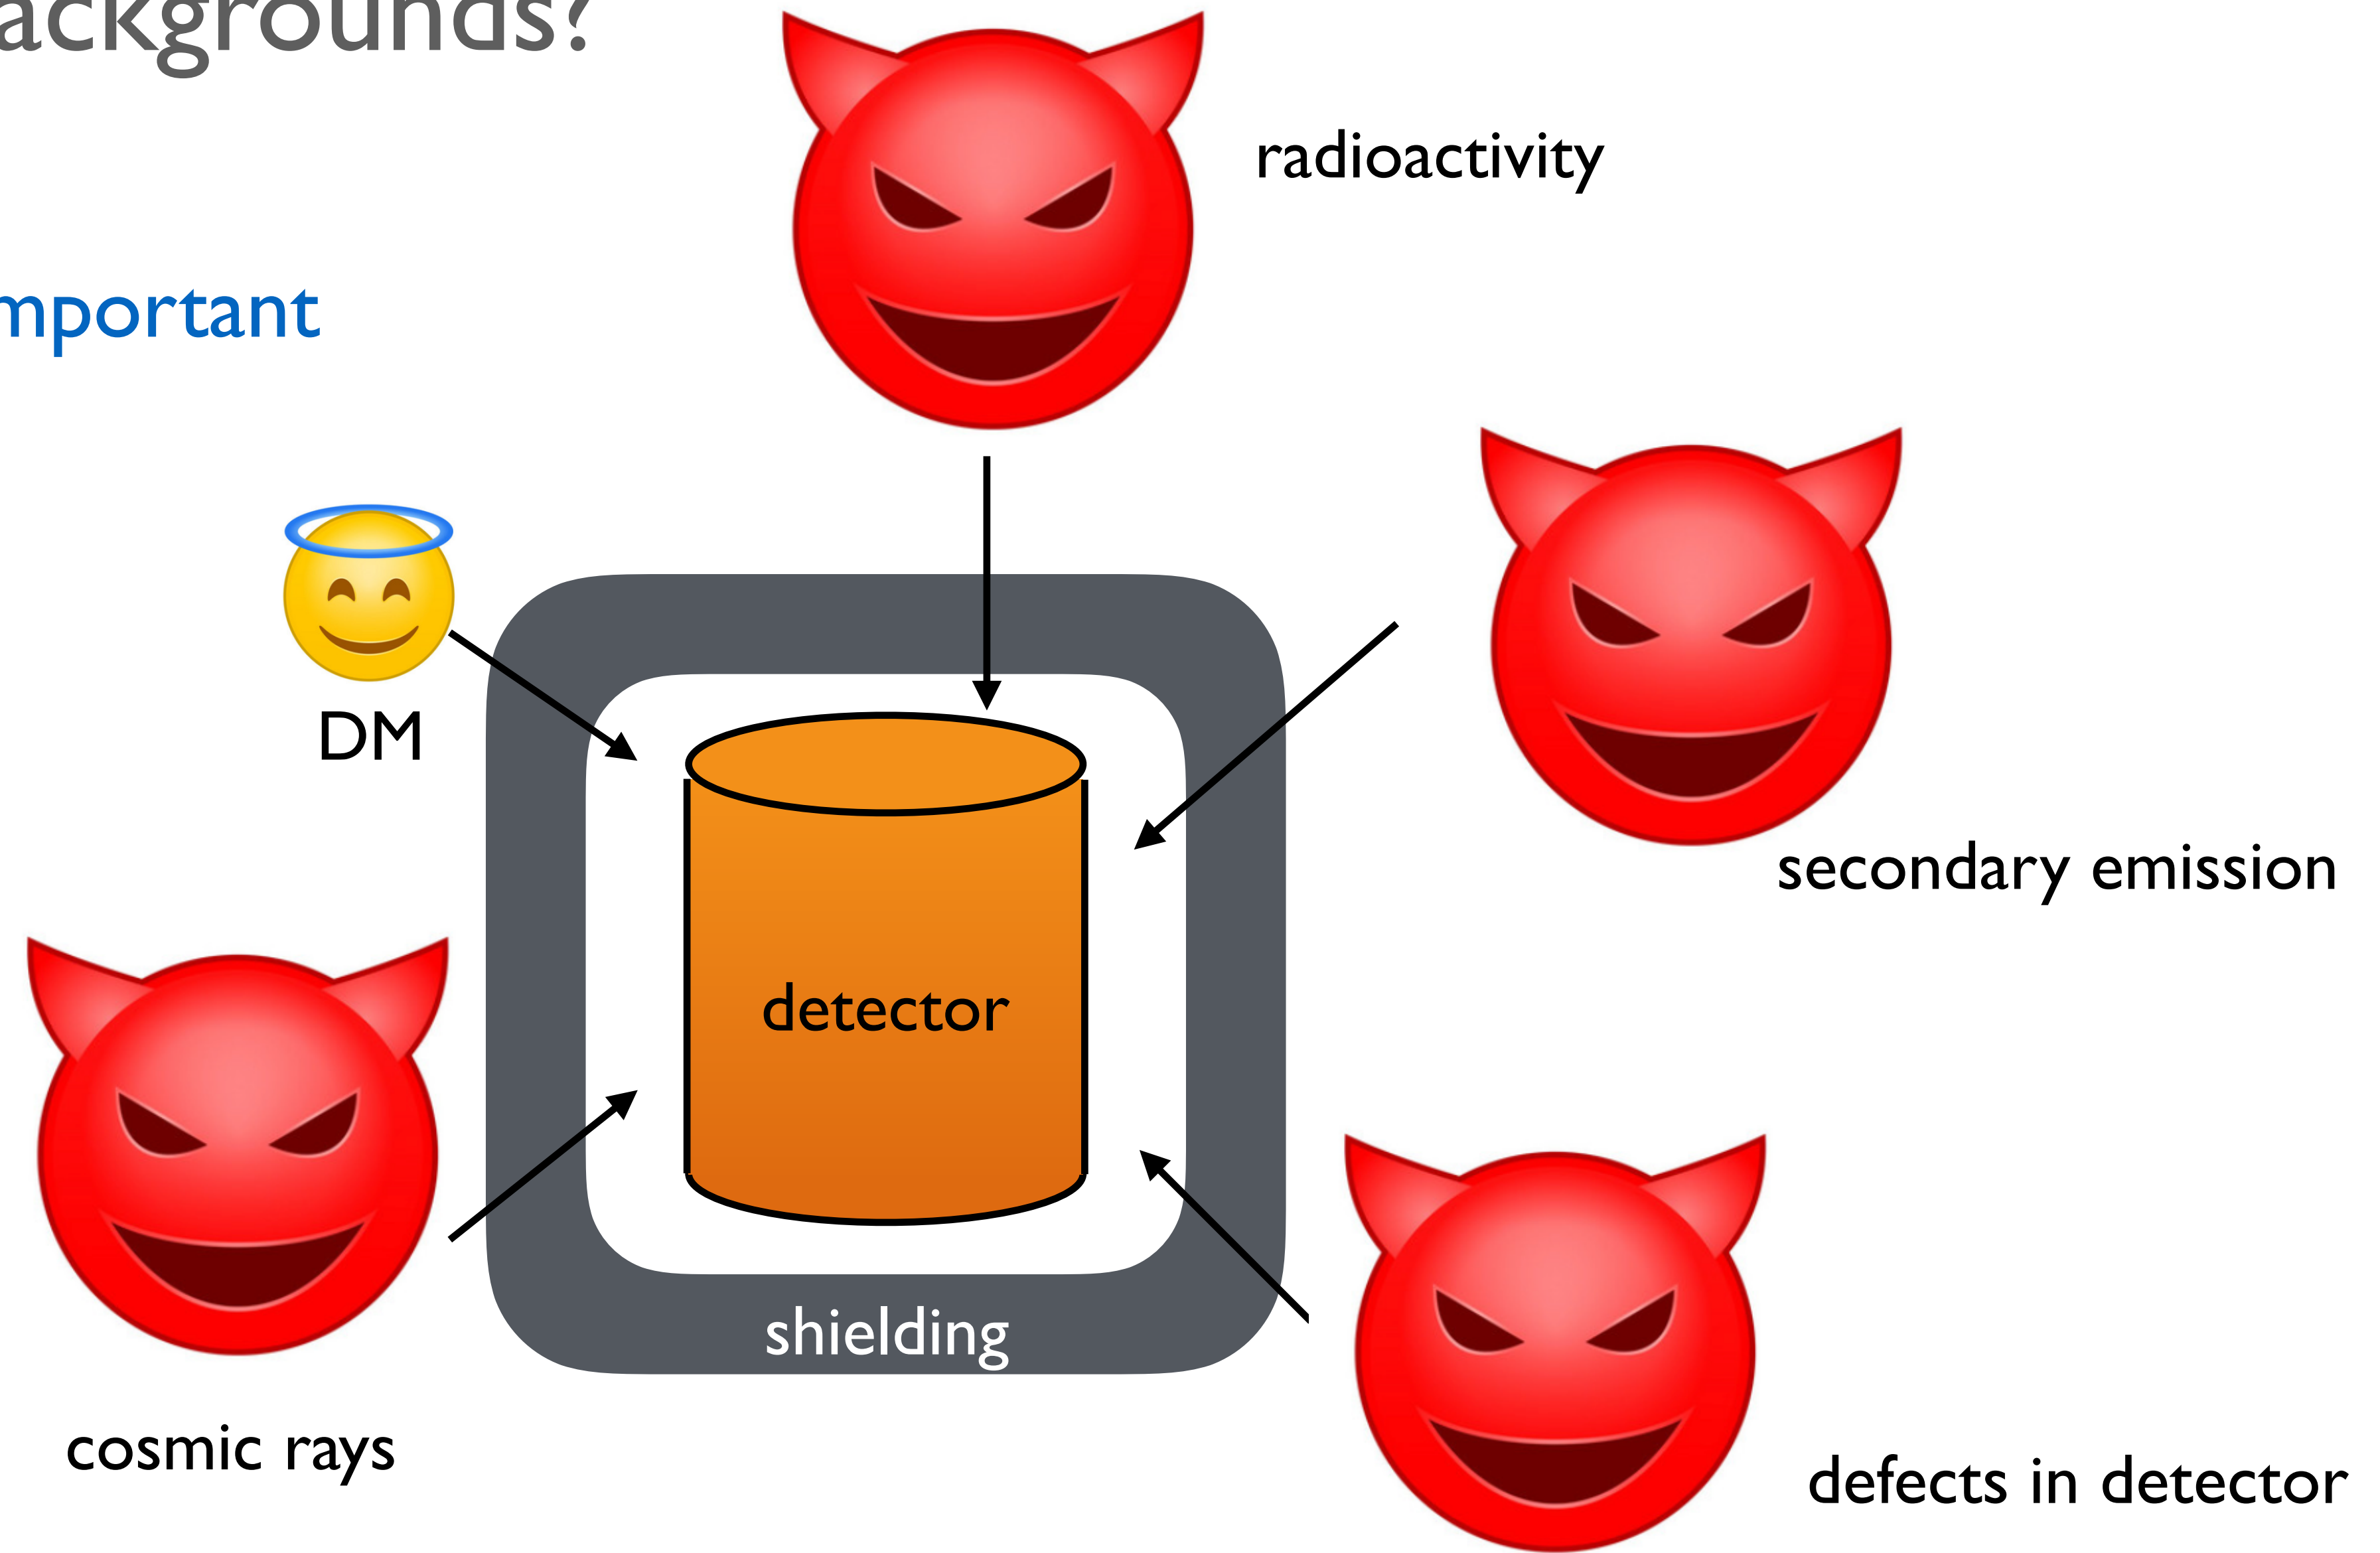 ackgrounds?
mportant
radioactivity
DM
secondary emission
detector
shielding
cosmic rays
defects in detector